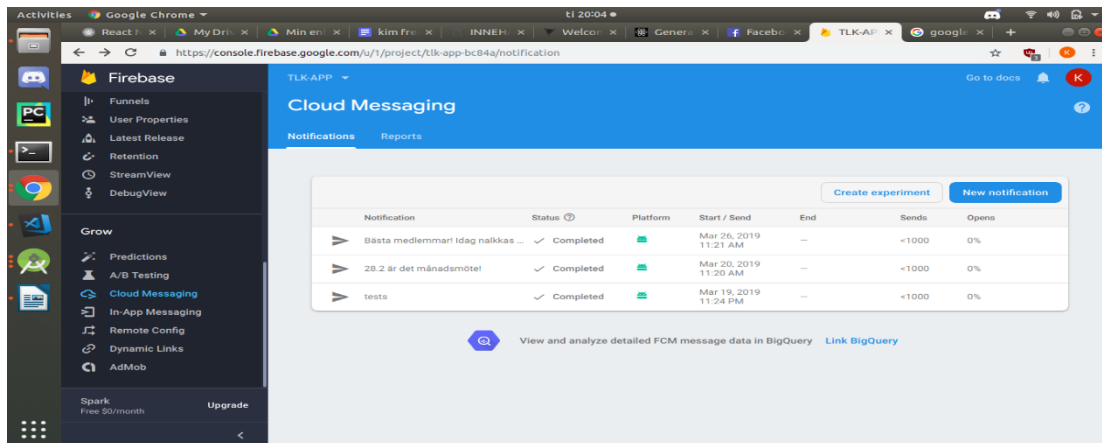 Activities Google Chrome ti 20:04
React N My Driv Min enl kim fre INNEH Welcom Genera Facebo TLK-AP google
https://console.firebase.google.com/u/1/project/tlk-app-bc84a/notification
Firebase
TLK-APP
Go to docs
K
Cloud Messaging
Notifications Reports
Funnels
User Properties
Latest Release
Retention
StreamView
DebugView
Grow
Predictions
A/B Testing
Cloud Messaging
In-App Messaging
Remote Config
Dynamic Links
AdMob
Spark
Free $0/month
Upgrade
Create experiment New notification
Notification Status Platform Start / Send End Sends Opens
Bästa medlemmar! Idag nalkkas ... Completed Mar 26, 2019 11:21 AM — <1000 0%
28.2 är det månadsmöte! Completed Mar 20, 2019 11:20 AM — <1000 0%
tests Completed Mar 19, 2019 11:24 PM — <1000 0%
View and analyze detailed FCM message data in BigQuery Link BigQuery